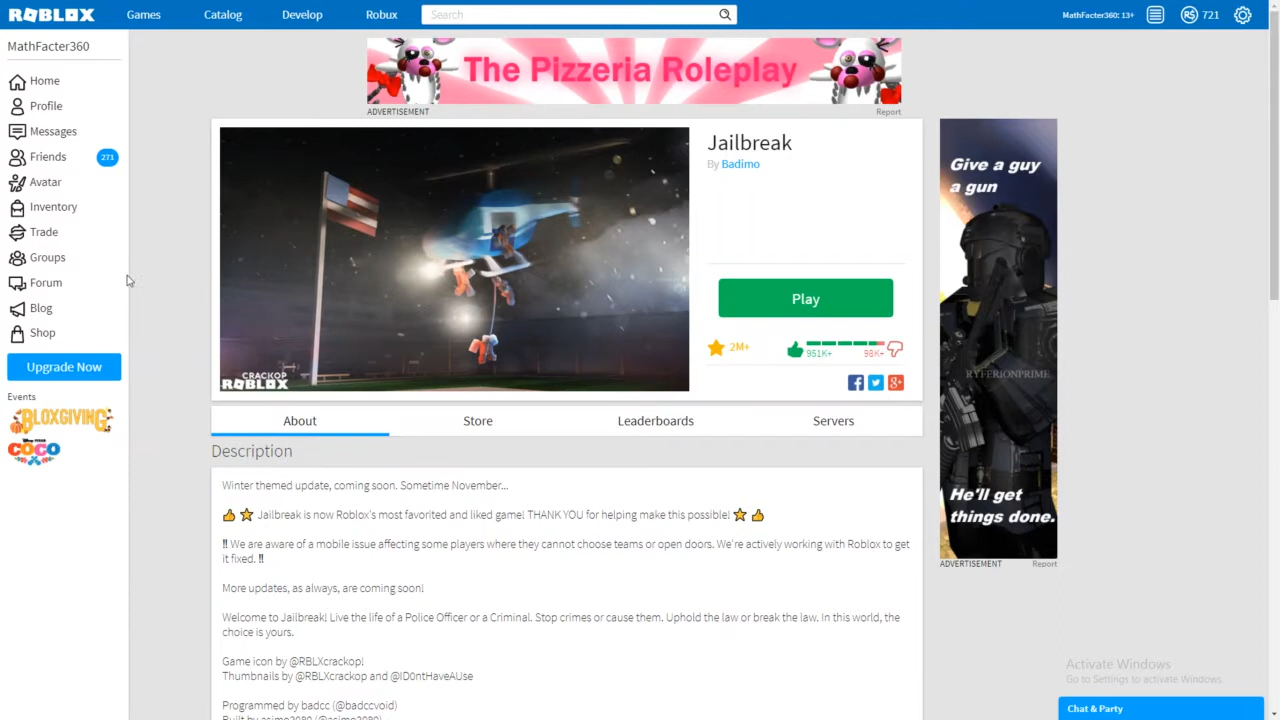 ROBLOX Games Catalog Develop Robux Search MathFacter360: 13+ R$ 721
MathFacter360
Home
Profile
Messages
Friends 271
Avatar
Inventory
Trade
Groups
Forum
Blog
Shop
Upgrade Now
Events
BLOXGIVING
Disney PIXAR
COCO
The Pizzeria Roleplay
ADVERTISEMENT Report
CRACKOP
ROBLOX
Jailbreak
By Badimo
Play
2M+ 951K+ 98K+
About Store Leaderboards Servers
Description
Winter themed update, coming soon. Sometime November...
👍 ⭐ Jailbreak is now Roblox's most favorited and liked game! THANK YOU for helping make this possible! ⭐ 👍
‼ We are aware of a mobile issue affecting some players where they cannot choose teams or open doors. We're actively working with Roblox to get
it fixed. ‼
More updates, as always, are coming soon!
Welcome to Jailbreak! Live the life of a Police Officer or a Criminal. Stop crimes or cause them. Uphold the law or break the law. In this world, the
choice is yours.
Game icon by @RBLXcrackop!
Thumbnails by @RBLXcrackop and @ID0ntHaveAUse
Programmed by badcc (@badccvoid)
Built by asimo3089 (@asimo3089)
Give a guy
a gun
RYFERIONPRIME
He'll get
things done.
ADVERTISEMENT Report
Activate Windows
Go to Settings to activate Windows.
Chat & Party